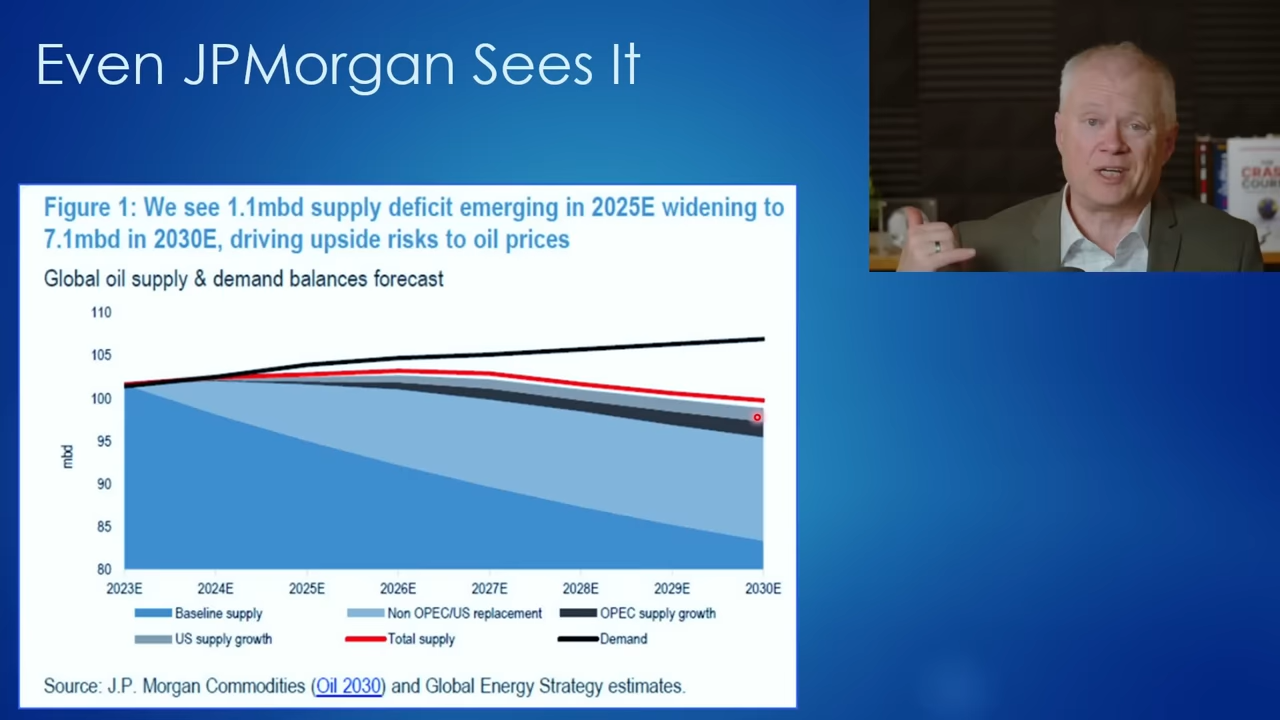 Even JPMorgan Sees It
Figure 1: We see 1.1mbd supply deficit emerging in 2025E widening to
7.1mbd in 2030E, driving upside risks to oil prices
Global oil supply & demand balances forecast
110
105
100
95
90
85
80
mbd
2023E 2024E 2025E 2026E 2027E 2028E 2029E 2030E
Baseline supply Non OPEC/US replacement OPEC supply growth
US supply growth Total supply Demand
Source: J.P. Morgan Commodities (Oil 2030) and Global Energy Strategy estimates.
THE
CRAS
COUR